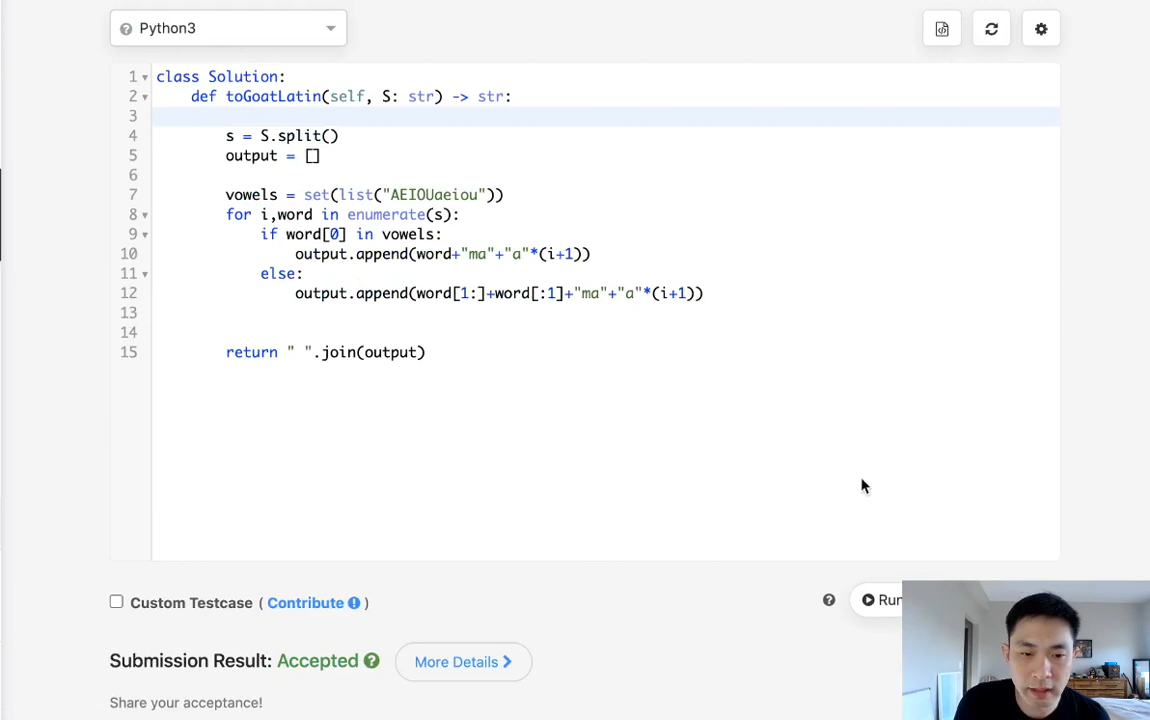 Python3
1 class Solution:
2 def toGoatLatin(self, S: str) -> str:
3
4 s = S.split()
5 output = []
6
7 vowels = set(list("AEIOUaeiou"))
8 for i,word in enumerate(s):
9 if word[0] in vowels:
10 output.append(word+"ma"+"a"*(i+1))
11 else:
12 output.append(word[1:]+word[:1]+"ma"+"a"*(i+1))
13
14
15 return " ".join(output)
Custom Testcase ( Contribute )
Run
Submission Result: Accepted
More Details
Share your acceptance!